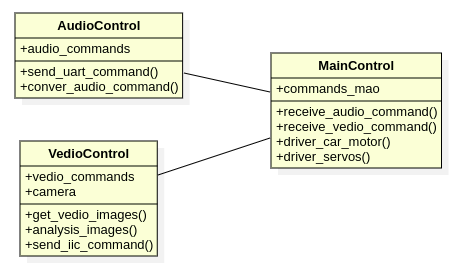 AudioControl
+audio_commands
+send_uart_command()
+conver_audio_command()
MainControl
+commands_mao
+receive_audio_command()
+receive_vedio_command()
+driver_car_motor()
+driver_servos()
VedioControl
+vedio_commands
+camera
+get_vedio_images()
+analysis_images()
+send_iic_command()